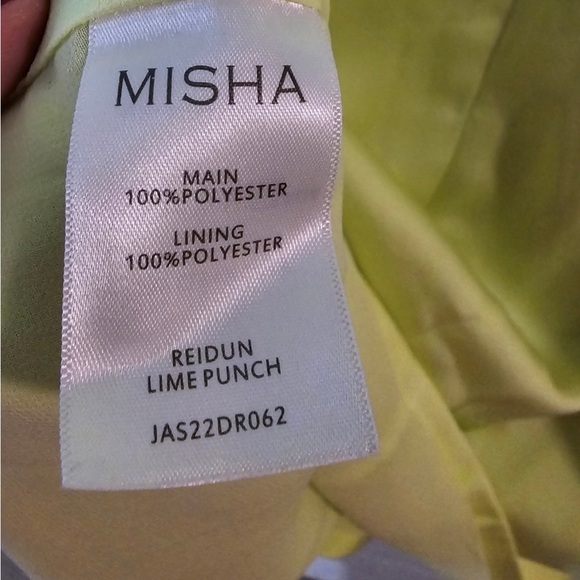 MISHA
MAIN
100%POLYESTER
LINING
100%POLYESTER
REIDUN
LIME PUNCH
JAS22DR062